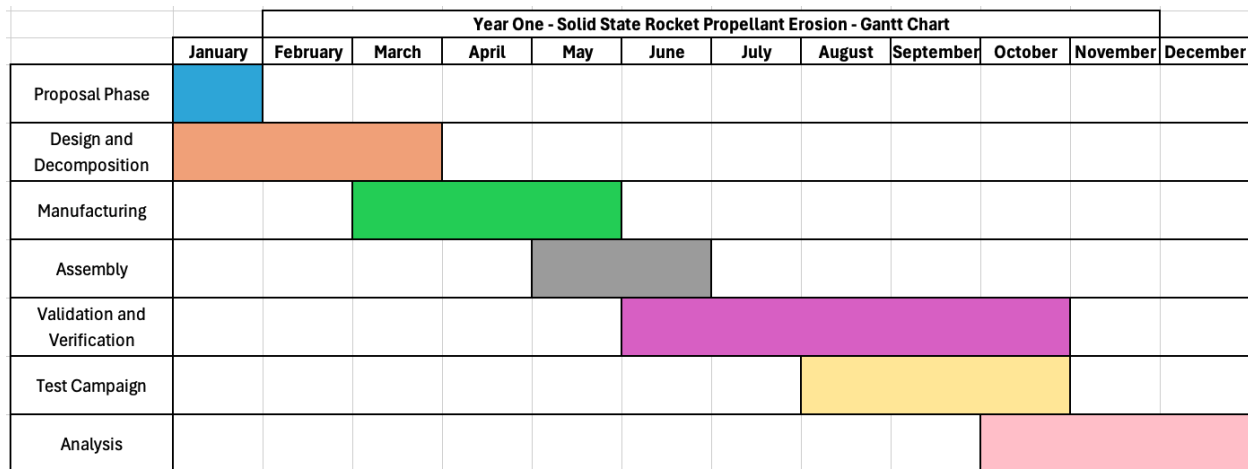 Year One - Solid State Rocket Propellant Erosion - Gantt Chart
January February March April May June July August September October November December
Proposal Phase
Design and
Decomposition
Manufacturing
Assembly
Validation and
Verification
Test Campaign
Analysis